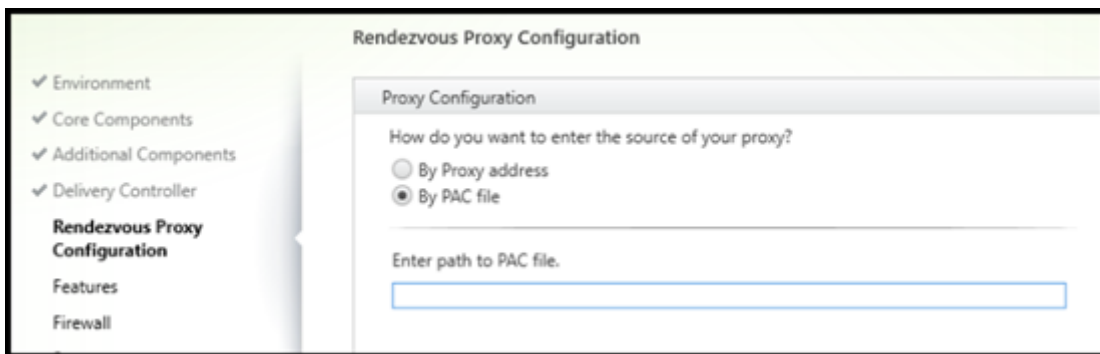 Rendezvous Proxy Configuration
Environment
Core Components
Additional Components
Delivery Controller
Rendezvous Proxy
Configuration
Features
Firewall
Proxy Configuration
How do you want to enter the source of your proxy?
By Proxy address
By PAC file
Enter path to PAC file.